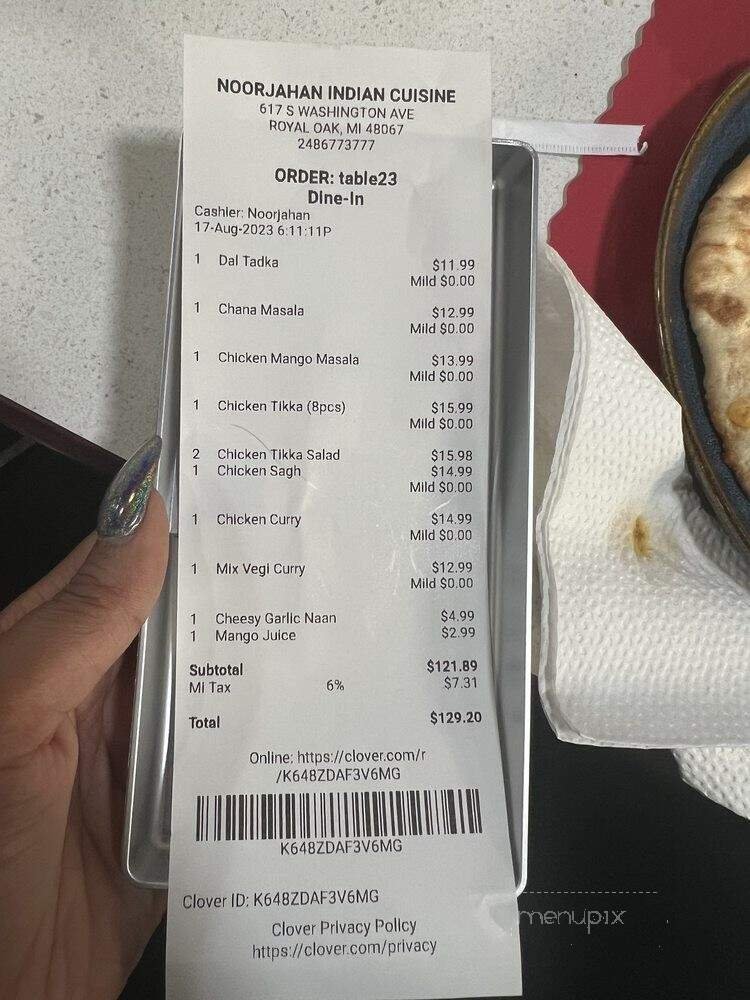 NOORJAHAN INDIAN CUISINE
617 S WASHINGTON AVE
ROYAL OAK, MI 48067
2486773777
ORDER: table23
Dine-In
Cashier: Noorjahan
17-Aug-2023 6:11:11P
1 Dal Tadka $11.99
Mild $0.00
1 Chana Masala $12.99
Mild $0.00
1 Chicken Mango Masala $13.99
Mild $0.00
1 Chicken Tikka (8pcs) $15.99
Mild $0.00
2 Chicken Tikka Salad $15.98
1 Chicken Sagh $14.99
Mild $0.00
1 Chicken Curry $14.99
Mild $0.00
1 Mix Vegi Curry $12.99
Mild $0.00
1 Cheesy Garlic Naan $4.99
1 Mango Juice $2.99
Subtotal $121.89
MI Tax 6% $7.31
Total $129.20
Online: https://clover.com/r
/K648ZDAF3V6MG
K648ZDAF3V6MG
Clover ID: K648ZDAF3V6MG
Clover Privacy Policy
https://clover.com/privacy
menupix